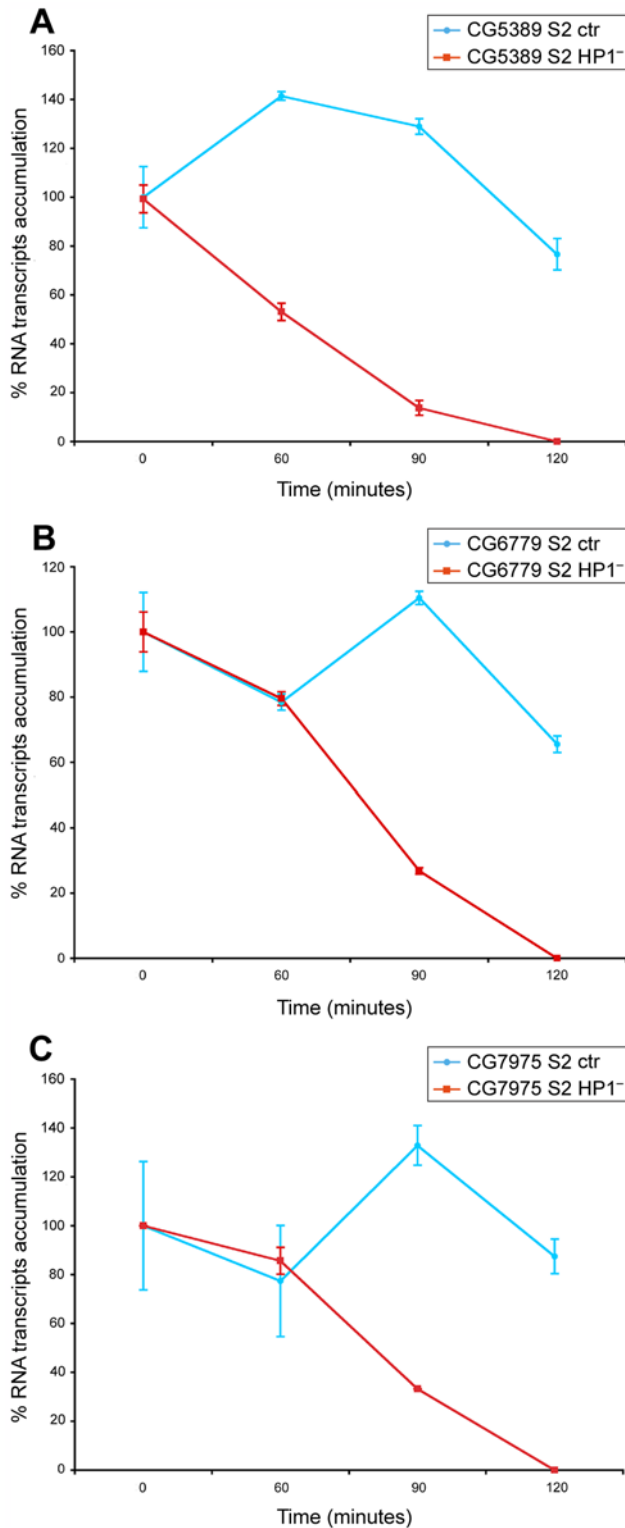 A
CG5389 S2 ctr
CG5389 S2 HP1⁻
160
140
120
100
80
60
40
20
0
% RNA transcripts accumulation
0 60 90 120
Time (minutes)
B
CG6779 S2 ctr
CG6779 S2 HP1⁻
120
100
80
60
40
20
0
% RNA transcripts accumulation
0 60 90 120
Time (minutes)
C
CG7975 S2 ctr
CG7975 S2 HP1⁻
160
140
120
100
80
60
40
20
0
% RNA transcripts accumulation
0 60 90 120
Time (minutes)